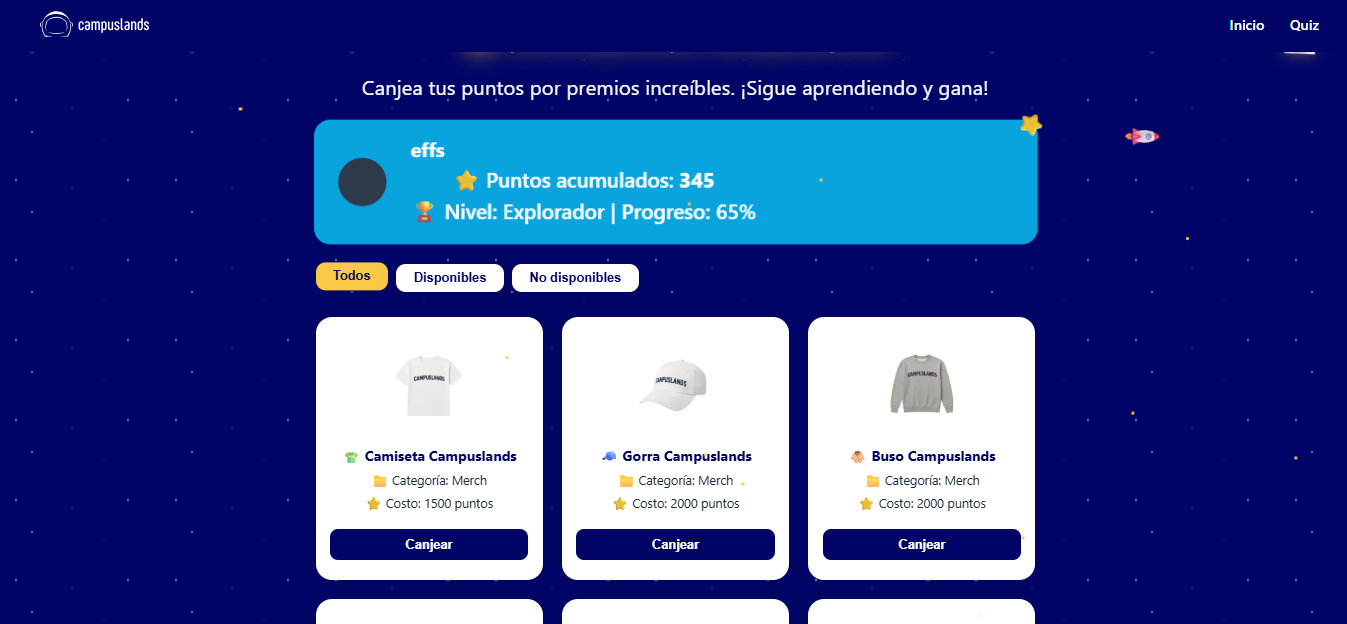 campuslands
Inicio
Quiz
Canjea tus puntos por premios increíbles. ¡Sigue aprendiendo y gana!
effs
Puntos acumulados: 345
Nivel: Explorador | Progreso: 65%
Todos
Disponibles
No disponibles
CAMPUSLANDS
Camiseta Campuslands
Categoría: Merch
Costo: 1500 puntos
Canjear
CAMPUSLANDS
Gorra Campuslands
Categoría: Merch
Costo: 2000 puntos
Canjear
CAMPUSLANDS
Buso Campuslands
Categoría: Merch
Costo: 2000 puntos
Canjear